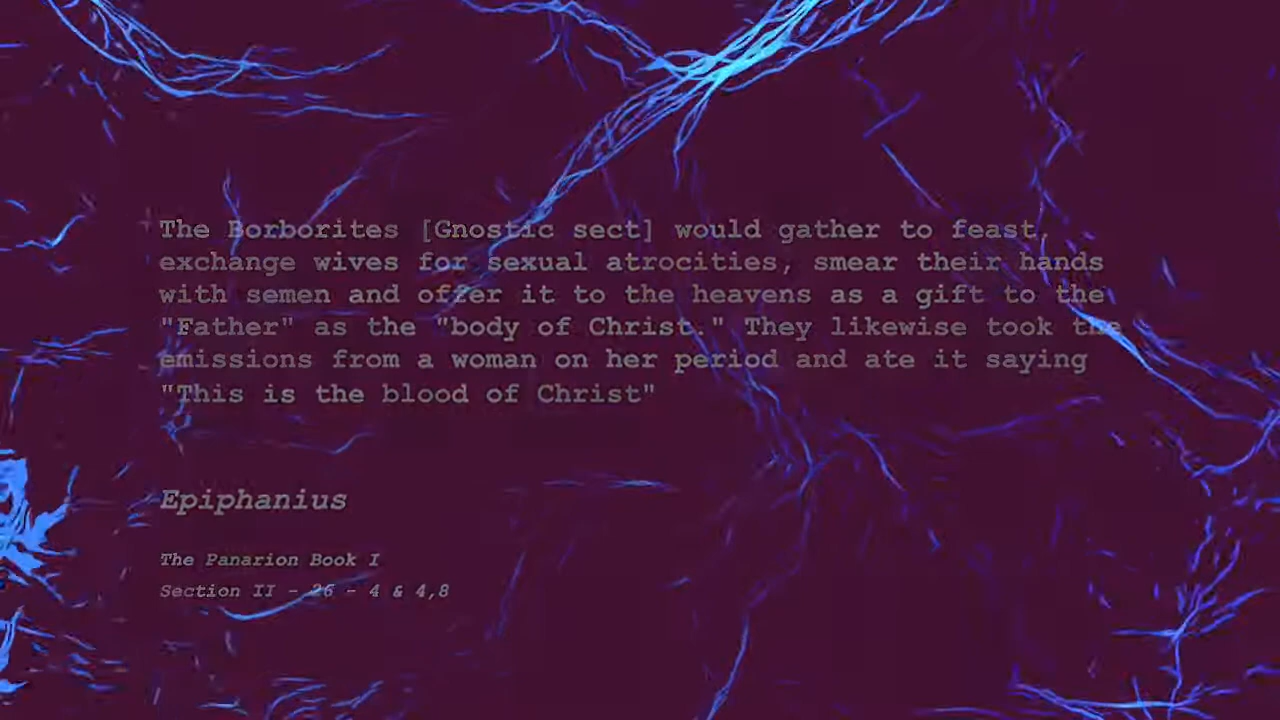 The Borborites [Gnostic sect] would gather to feast,
exchange wives for sexual atrocities, smear their hands
with semen and offer it to the heavens as a gift to the
"Father" as the "body of Christ." They likewise took the
emissions from a woman on her period and ate it saying
"This is the blood of Christ"
Epiphanius
The Panarion Book I
Section II - 26 - 4 & 4,8